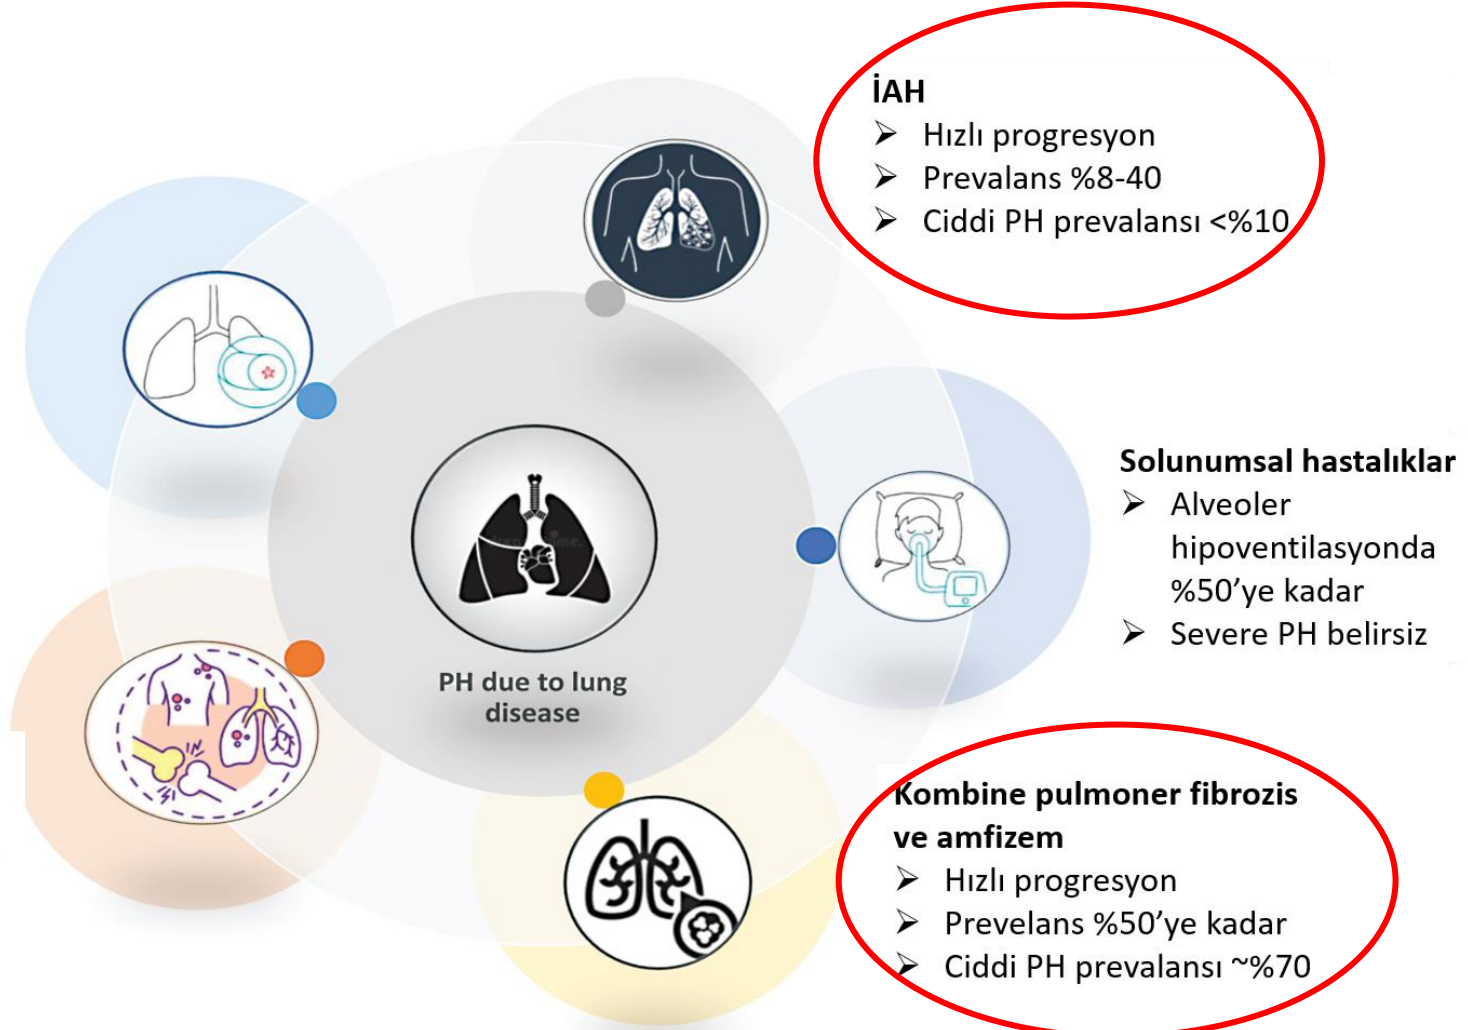 İAH
➢ Hızlı progresyon
➢ Prevalans %8-40
➢ Ciddi PH prevalansı <%10
Solunumsal hastalıklar
➢ Alveoler
hipoventilasyonda
%50’ye kadar
➢ Severe PH belirsiz
PH due to lung
disease
Kombine pulmoner fibrozis
ve amfizem
➢ Hızlı progresyon
➢ Prevelans %50’ye kadar
➢ Ciddi PH prevalansı ~%70